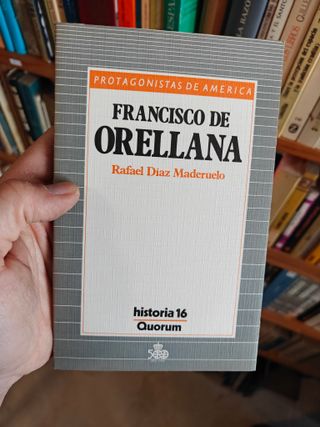 PROTAGONISTAS DE AMERICA
FRANCISCO DE
ORELLANA
Rafael Díaz Maderuelo
historia 16
Quorum